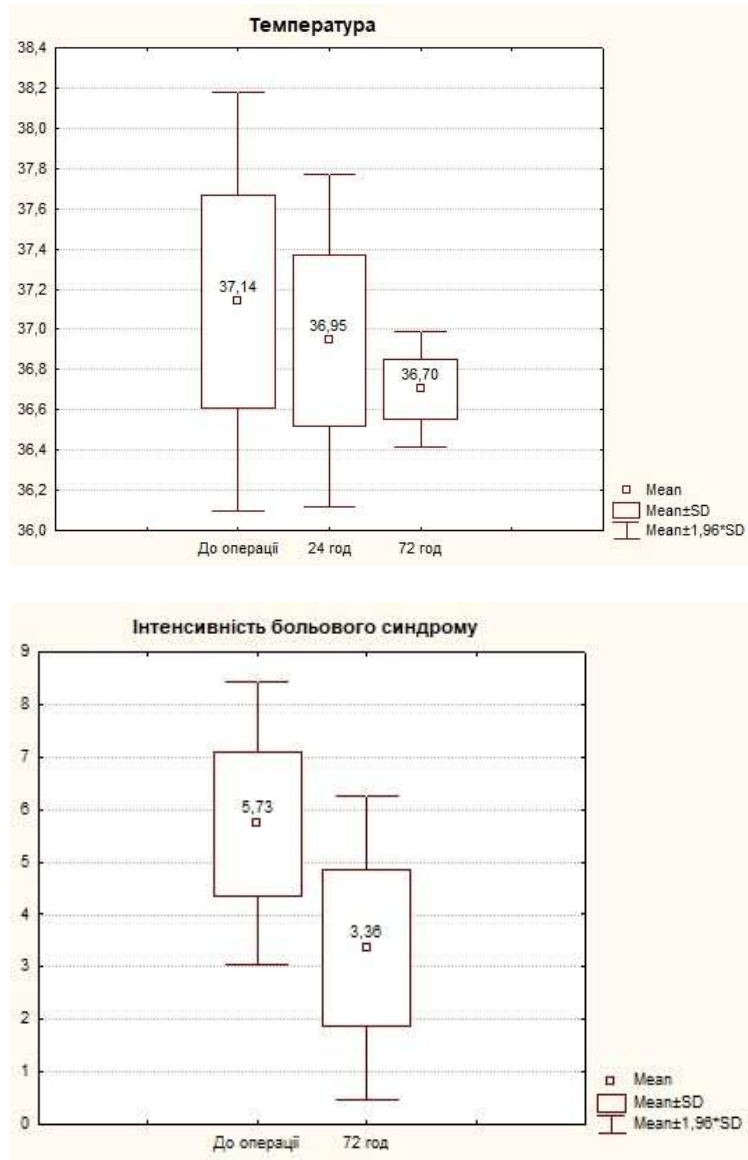 Температура
38,4
38,2
38,0
37,8
37,6
37,4
37,2
37,0
36,8
36,6
36,4
36,2
36,0
37,14
36,95
36,70
До операції 24 год 72 год
Mean
Mean±SD
Mean±1,96*SD
Інтенсивність больового синдрому
9
8
7
6
5
4
3
2
1
0
5,73
3,36
До операції 72 год
Mean
Mean±SD
Mean±1,96*SD